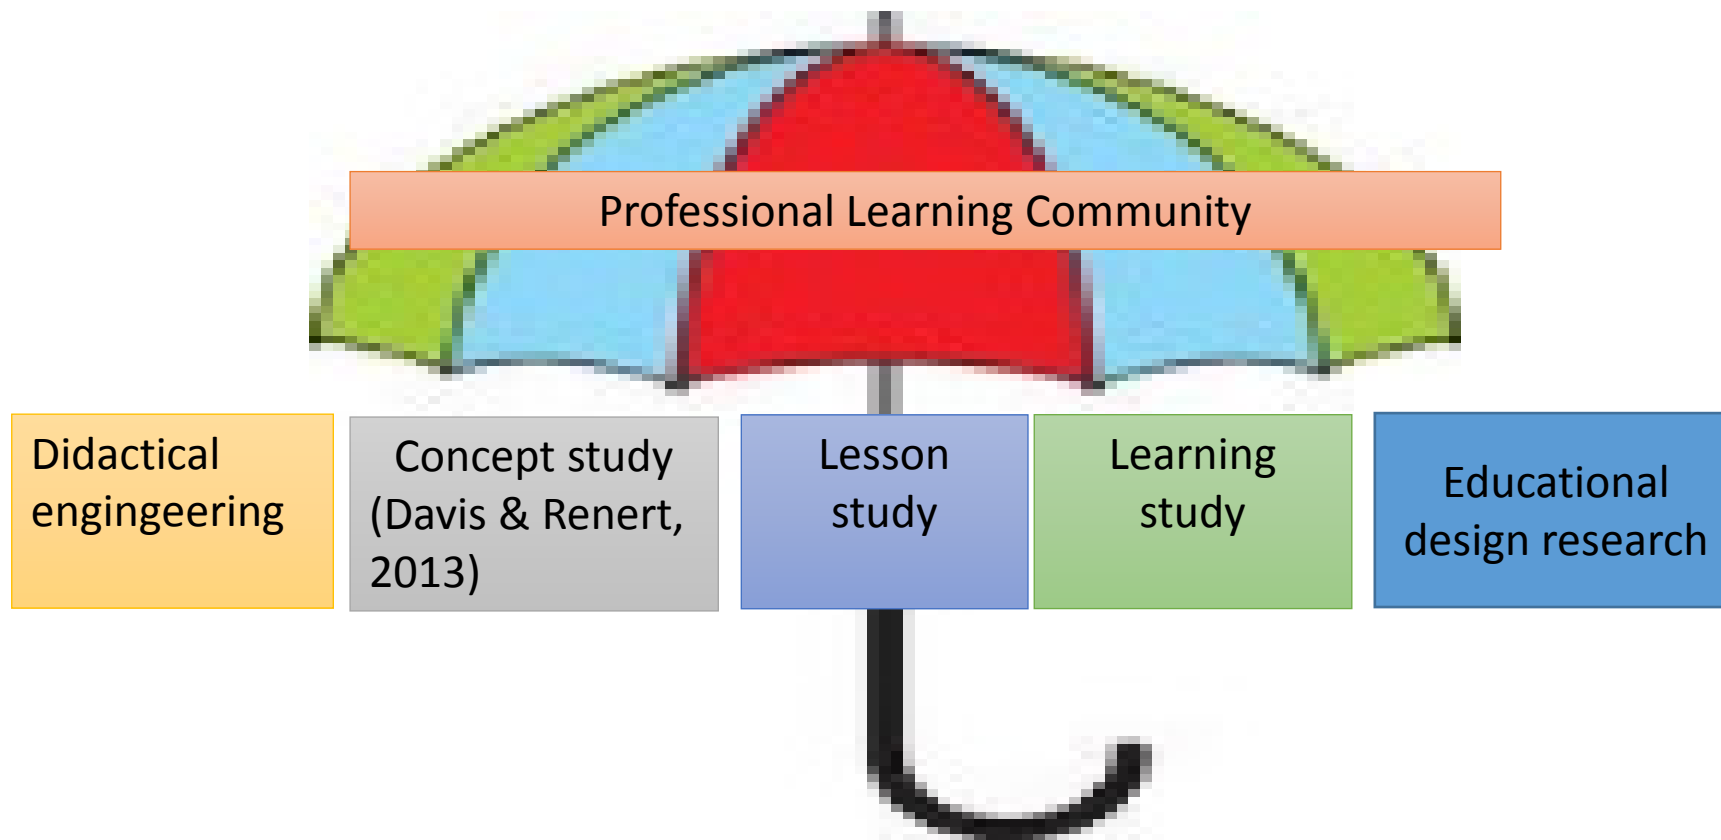 Professional Learning Community
Didactical
engingeering
Concept study
(Davis & Renert,
2013)
Lesson
study
Learning
study
Educational
design research